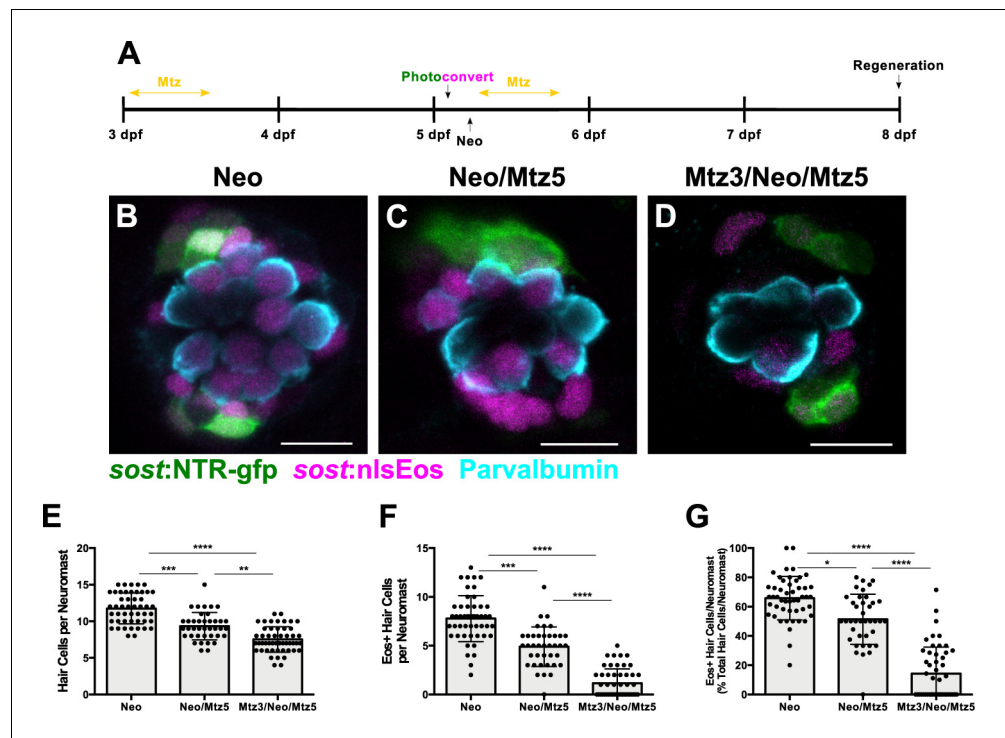 A
Mtz
Photoconvert
Mtz
Regeneration
3 dpf
4 dpf
5 dpf
Neo
6 dpf
7 dpf
8 dpf
Neo
Neo/Mtz5
Mtz3/Neo/Mtz5
B
C
D
sost:NTR-gfp sost:nlsEos Parvalbumin
E
Hair Cells per Neuromast
20
15
10
5
0
****
***
**
Neo
Neo/Mtz5
Mtz3/Neo/Mtz5
F
Eos+ Hair Cells
per Neuromast
15
10
5
0
****
***
****
Neo
Neo/Mtz5
Mtz3/Neo/Mtz5
G
Eos+ Hair Cells/Neuromast
(% Total Hair Cells/Neuromast)
100
80
60
40
20
0
****
*
****
Neo
Neo/Mtz5
Mtz3/Neo/Mtz5